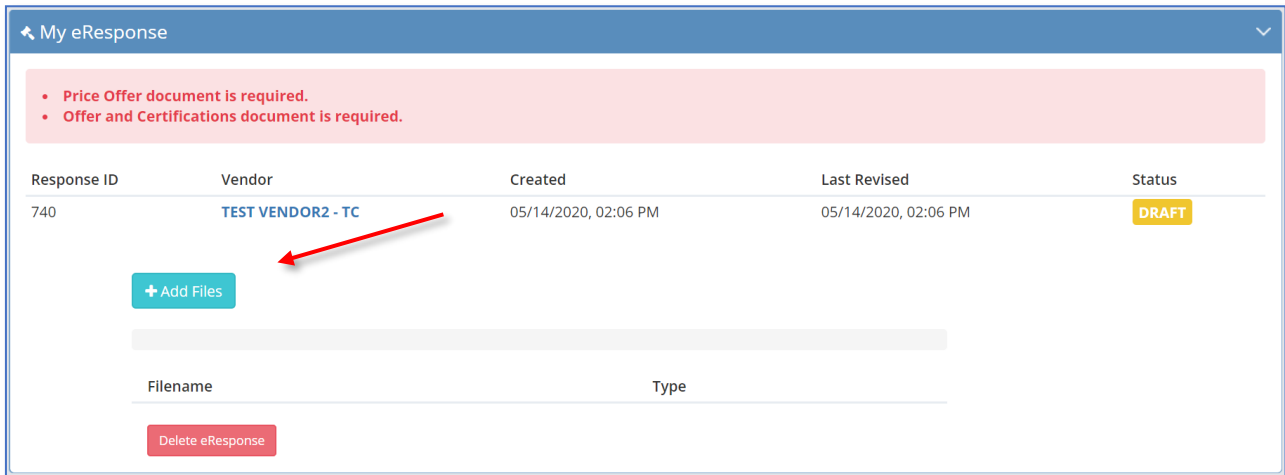 My eResponse
Price Offer document is required.
Offer and Certifications document is required.
Response ID Vendor Created Last Revised Status
740 TEST VENDOR2 - TC 05/14/2020, 02:06 PM 05/14/2020, 02:06 PM DRAFT
Add Files
Filename Type
Delete eResponse